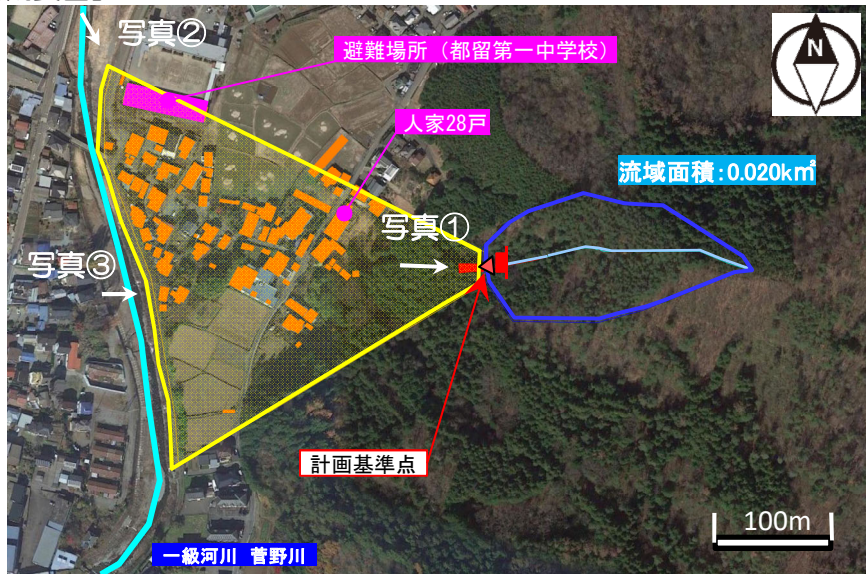 写真②
避難場所（都留第一中学校）
N
人家28戸
流域面積：0.020k㎡
写真①
写真③
計画基準点
100m
一級河川 菅野川